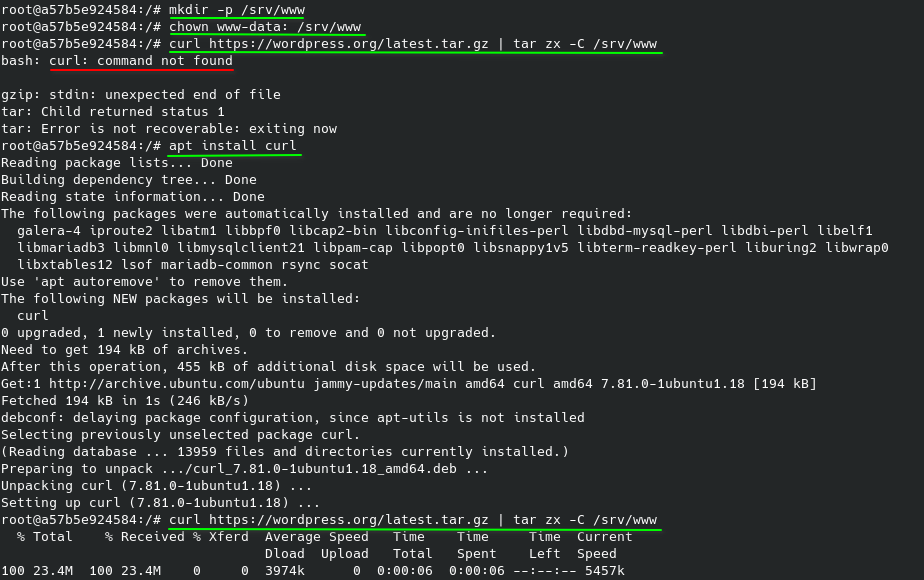 root@a57b5e924584:/# mkdir -p /srv/www
root@a57b5e924584:/# chown www-data: /srv/www
root@a57b5e924584:/# curl https://wordpress.org/latest.tar.gz | tar zx -C /srv/www
bash: curl: command not found
gzip: stdin: unexpected end of file
tar: Child returned status 1
tar: Error is not recoverable: exiting now
root@a57b5e924584:/# apt install curl
Reading package lists... Done
Building dependency tree... Done
Reading state information... Done
The following packages were automatically installed and are no longer required:
  galera-4 iproute2 libatm1 libbpf0 libcap2-bin libconfig-inifiles-perl libdbd-mysql-perl libdbi-perl libelf1
  libmariadb3 libmnl0 libmysqlclient21 libpam-cap libpopt0 libsnappy1v5 libterm-readkey-perl liburing2 libwrap0
  libxtables12 lsof mariadb-common rsync socat
Use 'apt autoremove' to remove them.
The following NEW packages will be installed:
  curl
0 upgraded, 1 newly installed, 0 to remove and 0 not upgraded.
Need to get 194 kB of archives.
After this operation, 455 kB of additional disk space will be used.
Get:1 http://archive.ubuntu.com/ubuntu jammy-updates/main amd64 curl amd64 7.81.0-1ubuntu1.18 [194 kB]
Fetched 194 kB in 1s (246 kB/s)
debconf: delaying package configuration, since apt-utils is not installed
Selecting previously unselected package curl.
(Reading database ... 13959 files and directories currently installed.)
Preparing to unpack .../curl_7.81.0-1ubuntu1.18_amd64.deb ...
Unpacking curl (7.81.0-1ubuntu1.18) ...
Setting up curl (7.81.0-1ubuntu1.18) ...
root@a57b5e924584:/# curl https://wordpress.org/latest.tar.gz | tar zx -C /srv/www
  % Total    % Received % Xferd  Average Speed   Time    Time     Time  Current
                                 Dload  Upload   Total   Spent    Left  Speed
100 23.4M  100 23.4M    0     0  3974k      0  0:00:06  0:00:06 --:--:-- 5457k